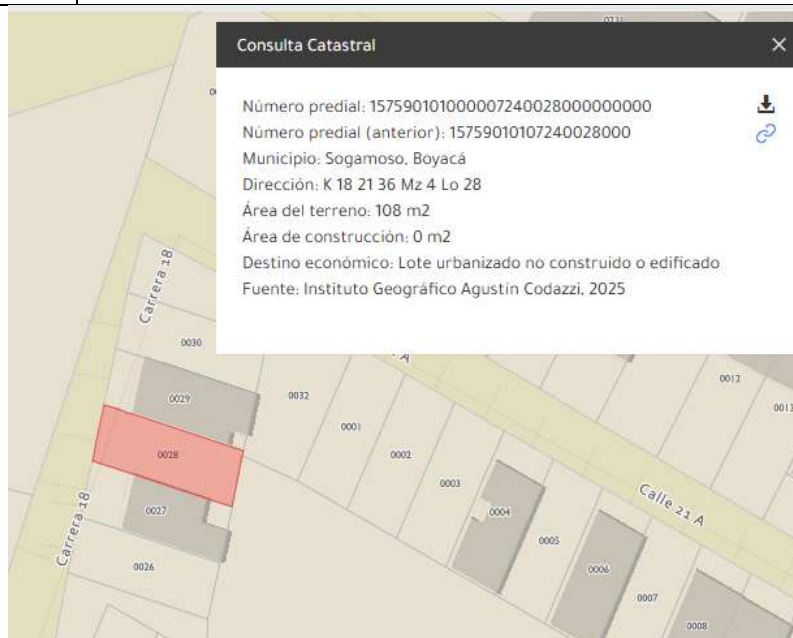 Consulta Catastral
Número predial: 157590101000007240028000000000
Número predial (anterior): 15759010107240028000
Municipio: Sogamoso, Boyacá
Dirección: K 18 21 36 Mz 4 Lo 28
Área del terreno: 108 m2
Área de construcción: 0 m2
Destino económico: Lote urbanizado no construido o edificado
Fuente: Instituto Geográfico Agustín Codazzi, 2025
Carrera 18
0030
0029
0028
0027
0026
Carrera 18
0032
0001
0002
0003
0004
0005
0006
0007
0008
Calle 21 A
0012
0013
A